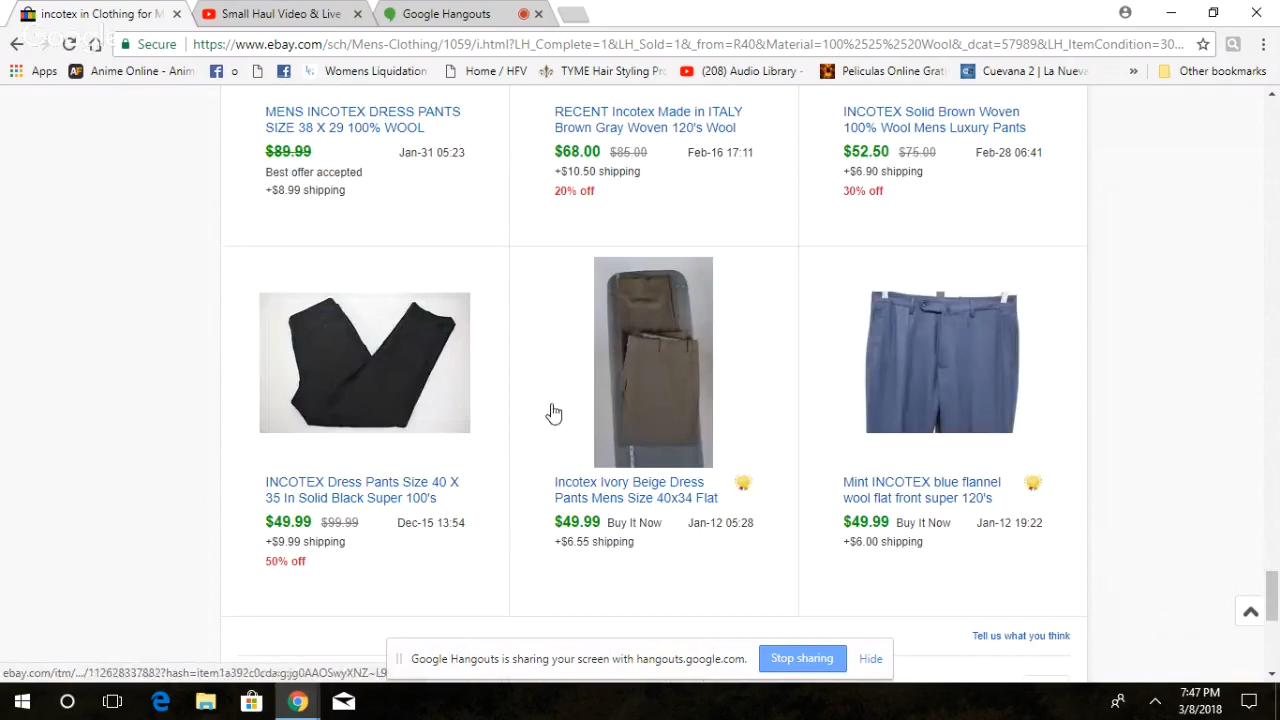 incotex in Clothing for M
Small Haul Video & Live
Google Hangouts
Google
Secure
https://www.ebay.com/sch/Mens-Clothing/1059/i.html?LH_Complete=1&LH_Sold=1&_from=R40&Material=100%2525%2520Wool&_dcat=57989&LH_ItemCondition=30...
Apps
Anime Online - Anim
o
Womens Liquidation
Home / HFV
TYME Hair Styling Pro
(208) Audio Library -
Peliculas Online Grat
Cuevana 2 | La Nueva
»
Other bookmarks
MENS INCOTEX DRESS PANTS
SIZE 38 X 29 100% WOOL
$89.99 Jan-31 05:23
Best offer accepted
+$8.99 shipping
RECENT Incotex Made in ITALY
Brown Gray Woven 120's Wool
$68.00 $85.00 Feb-16 17:11
+$10.50 shipping
20% off
INCOTEX Solid Brown Woven
100% Wool Mens Luxury Pants
$52.50 $75.00 Feb-28 06:41
+$6.90 shipping
30% off
INCOTEX Dress Pants Size 40 X
35 In Solid Black Super 100's
$49.99 $99.99 Dec-15 13:54
+$9.99 shipping
50% off
Incotex Ivory Beige Dress
Pants Mens Size 40x34 Flat
$49.99 Buy It Now Jan-12 05:28
+$6.55 shipping
Mint INCOTEX blue flannel
wool flat front super 120's
$49.99 Buy It Now Jan-12 19:22
+$6.00 shipping
Tell us what you think
Google Hangouts is sharing your screen with hangouts.google.com.
Stop sharing
Hide
7:47 PM
3/8/2018